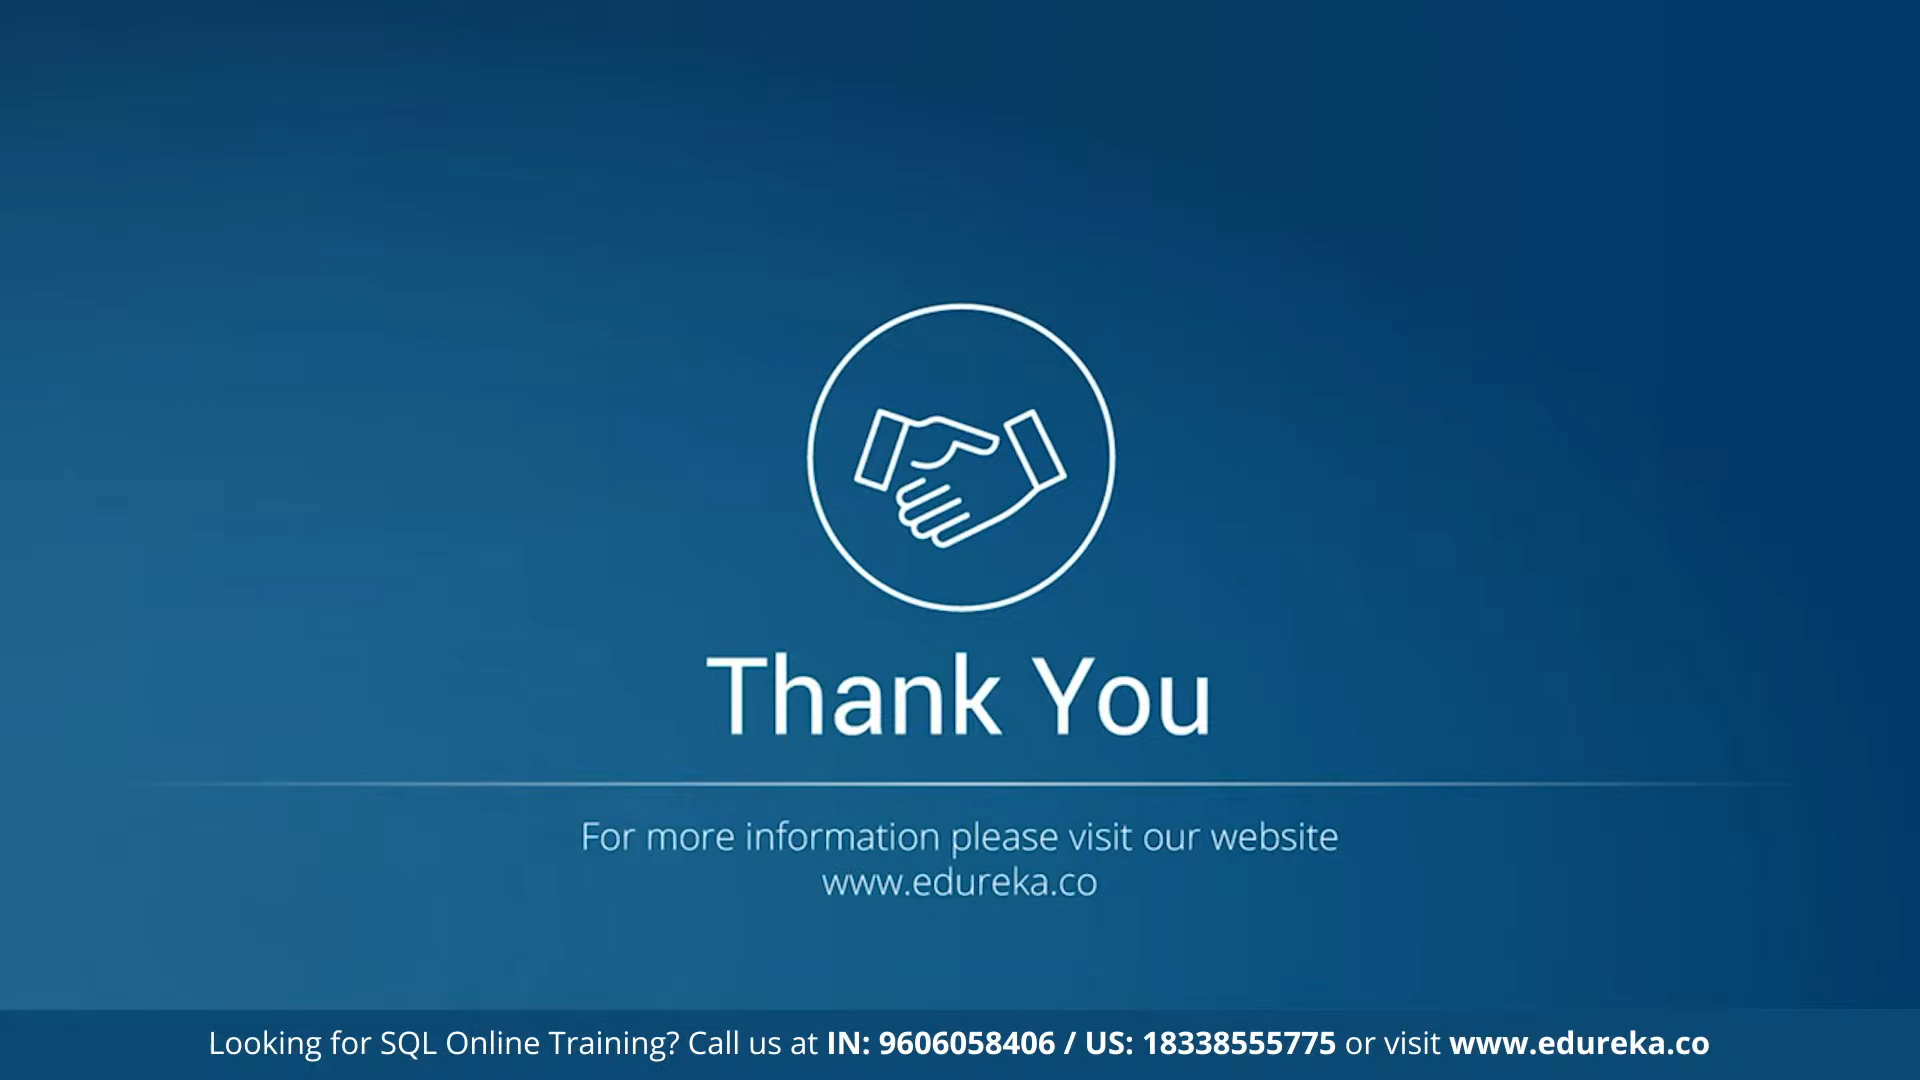 Thank You
For more information please visit our website
www.edureka.co
Looking for SQL Online Training? Call us at IN: 9606058406 / US: 18338555775 or visit www.edureka.co